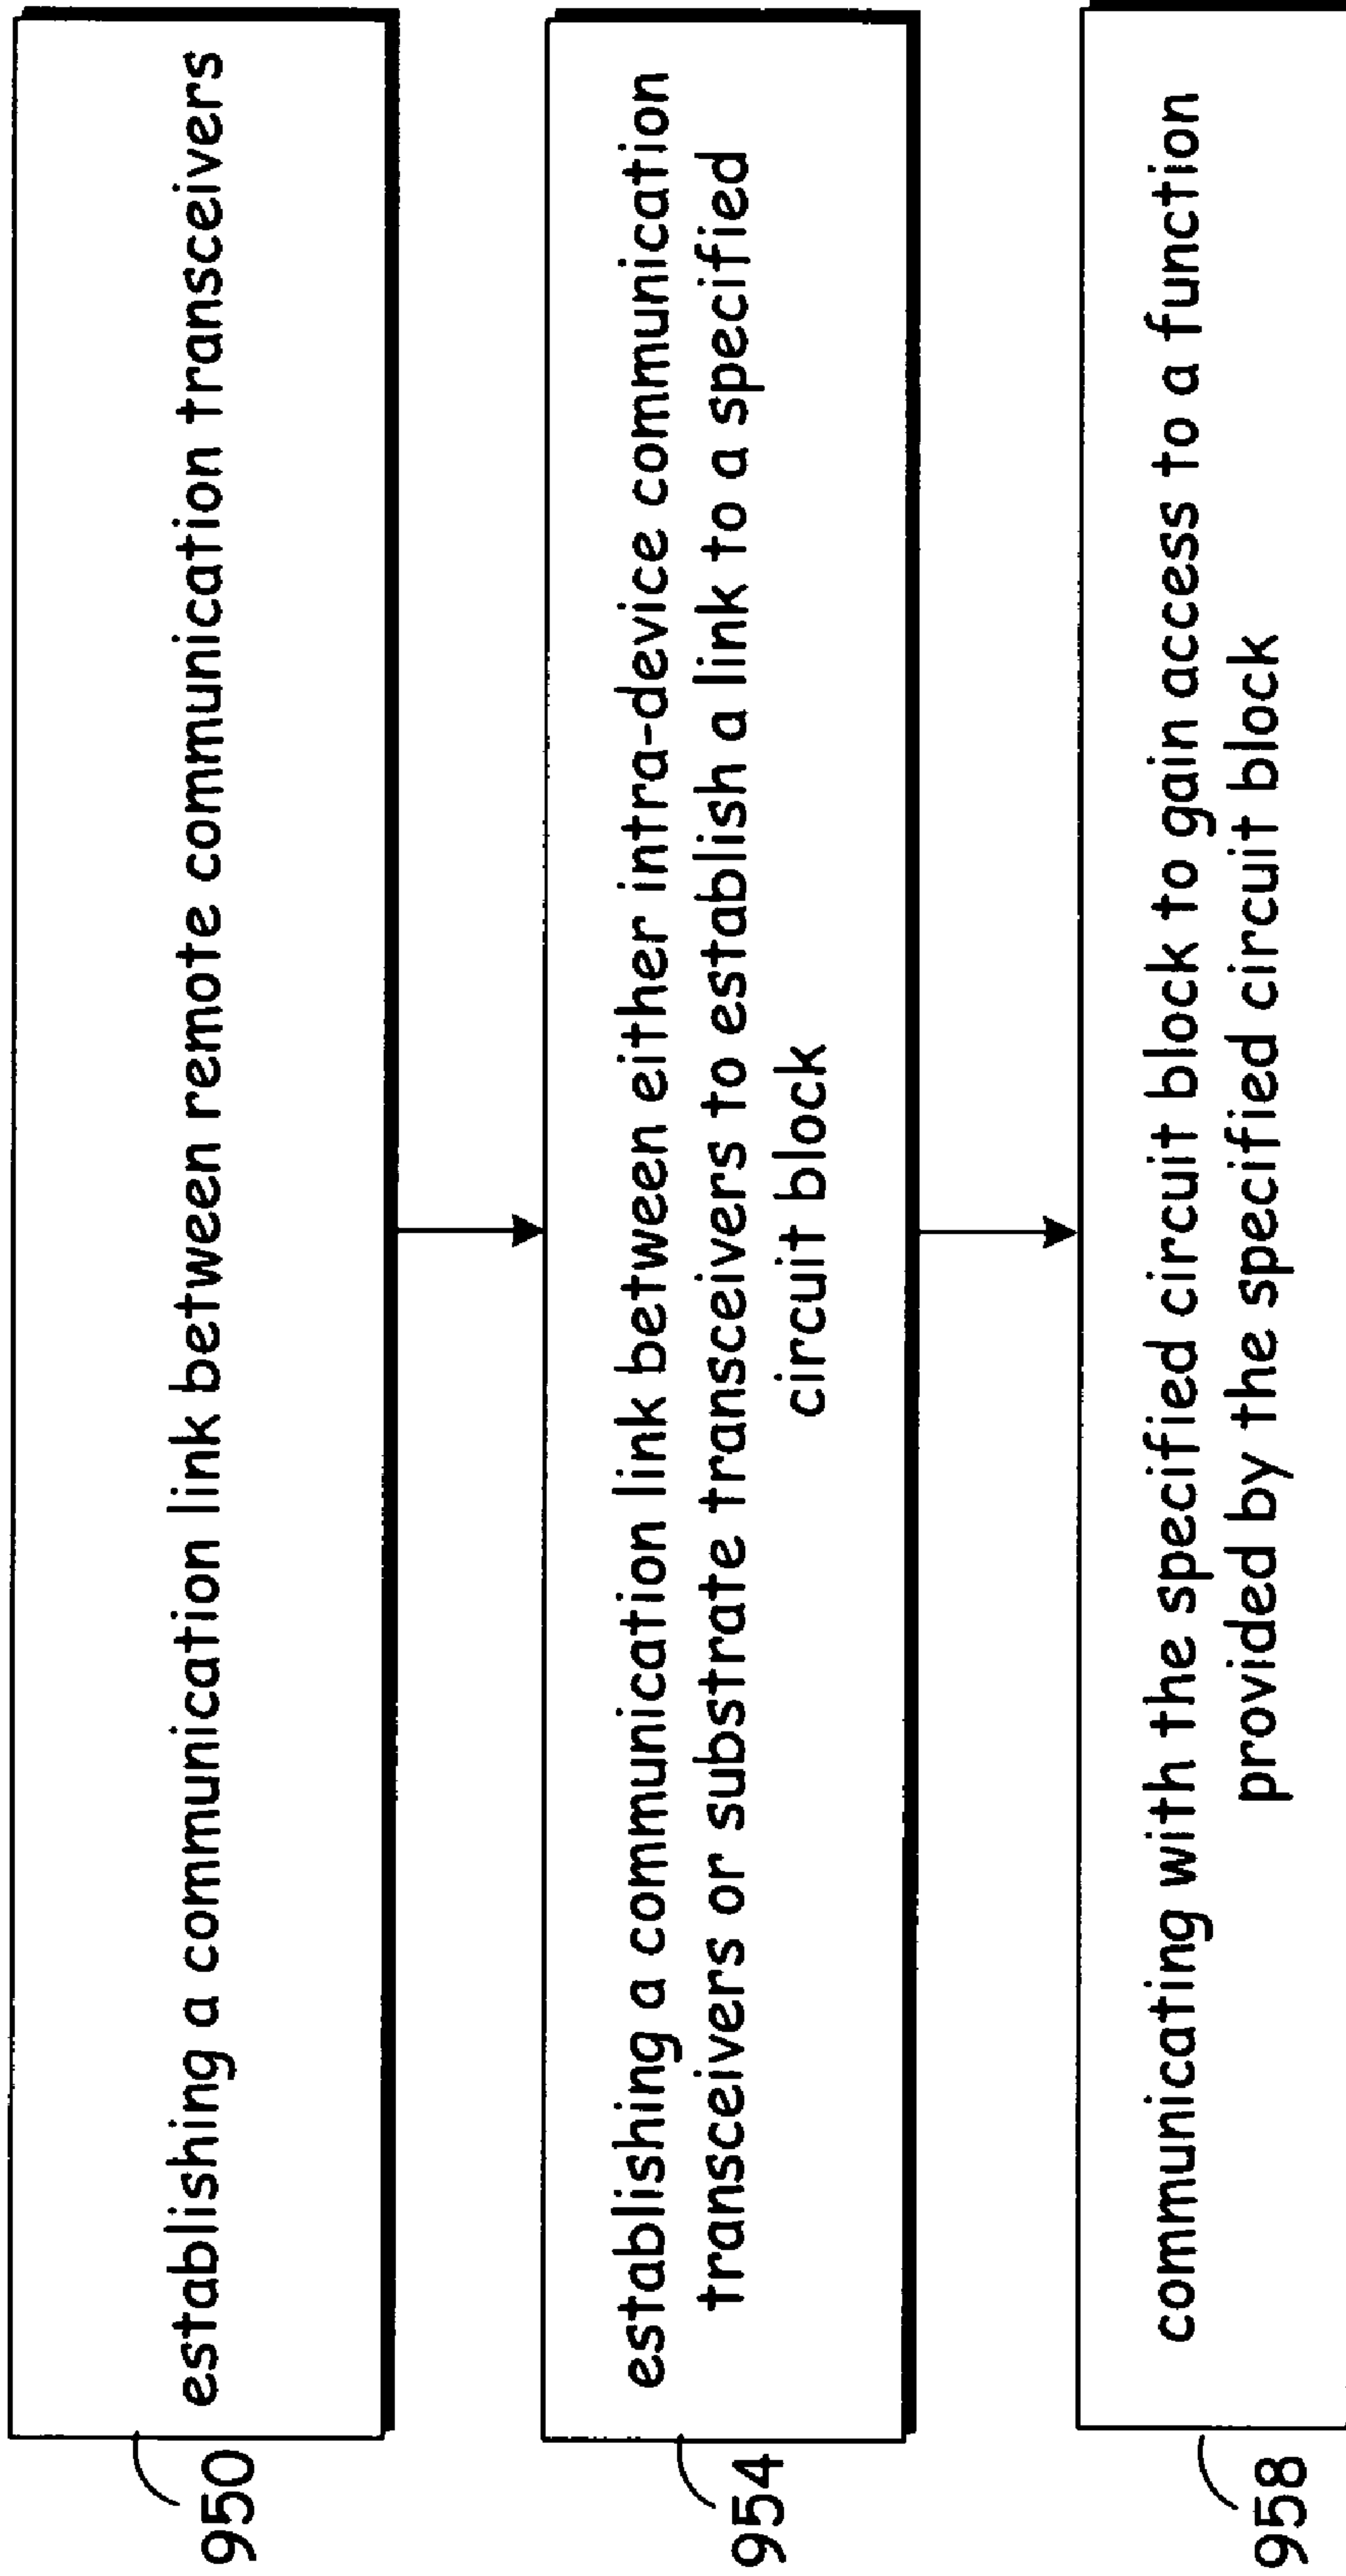 950
establishing a communication link between remote communication transceivers
954
establishing a communication link between either intra-device communication
transceivers or substrate transceivers to establish a link to a specified
circuit block
958
communicating with the specified circuit block to gain access to a function
provided by the specified circuit block